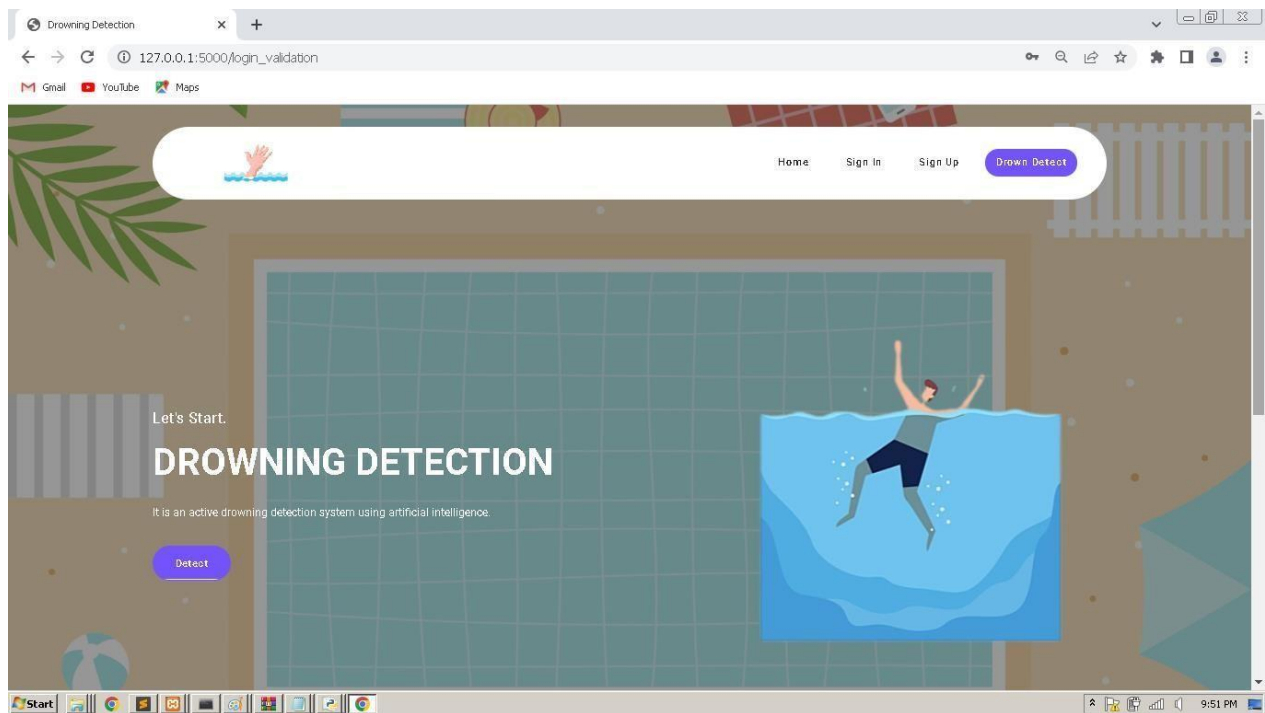 Drowning Detection
127.0.0.1:5000/login_validation
Gmail YouTube Maps
Home Sign In Sign Up Drown Detect
Let's Start.
DROWNING DETECTION
It is an active drowning detection system using artificial intelligence.
Detect
Start 9:51 PM